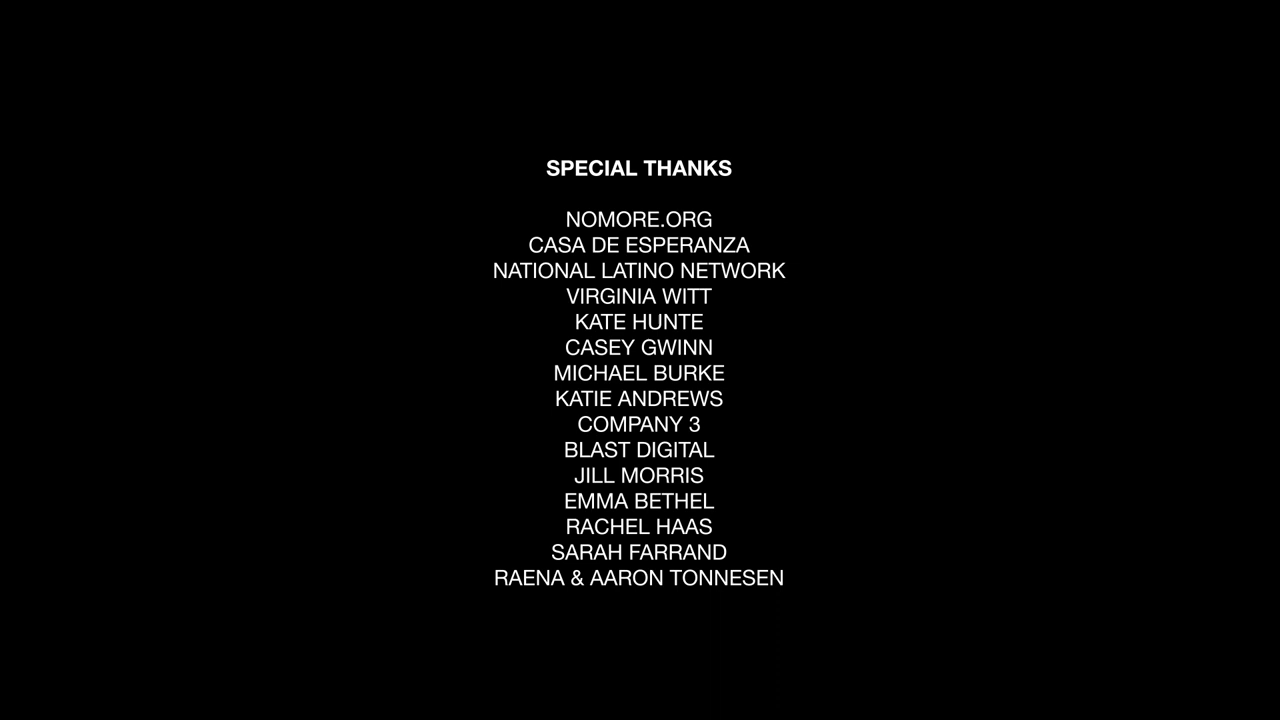 SPECIAL THANKS
NOMORE.ORG
CASA DE ESPERANZA
NATIONAL LATINO NETWORK
VIRGINIA WITT
KATE HUNTE
CASEY GWINN
MICHAEL BURKE
KATIE ANDREWS
COMPANY 3
BLAST DIGITAL
JILL MORRIS
EMMA BETHEL
RACHEL HAAS
SARAH FARRAND
RAENA & AARON TONNESEN